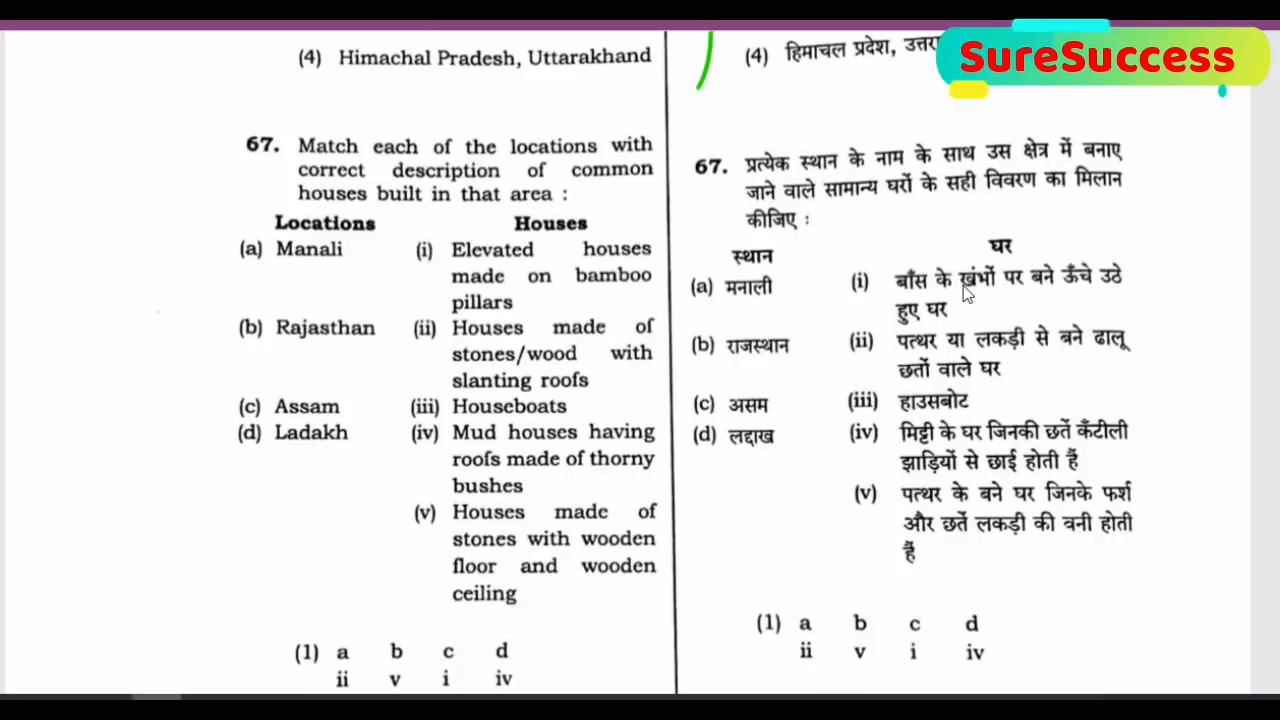 SureSuccess
(4) Himachal Pradesh, Uttarakhand
67. Match each of the locations with
correct description of common
houses built in that area :
Locations Houses
(a) Manali (i) Elevated houses
made on bamboo
pillars
(b) Rajasthan (ii) Houses made of
stones/wood with
slanting roofs
(c) Assam (iii) Houseboats
(d) Ladakh (iv) Mud houses having
roofs made of thorny
bushes
(v) Houses made of
stones with wooden
floor and wooden
ceiling
(1) a b c d
ii v i iv
(4) हिमाचल प्रदेश,
67. प्रत्येक स्थान के नाम के साथ उस क्षेत्र में बनाए
जाने वाले सामान्य घरों के सही विवरण का मिलान
कीजिए :
स्थान घर
(a) मनाली (i) बाँस के खंभों पर बने ऊँचे उठे
हुए घर
(b) राजस्थान (ii) पत्थर या लकड़ी से बने ढालू
छतों वाले घर
(c) असम (iii) हाउसबोट
(d) लद्दाख (iv) मिट्टी के घर जिनकी छतें कँटीली
झाड़ियों से छाई होती हैं
(v) पत्थर के बने घर जिनके फर्श
और छतें लकड़ी की बनी होती
हैं
(1) a b c d
ii v i iv